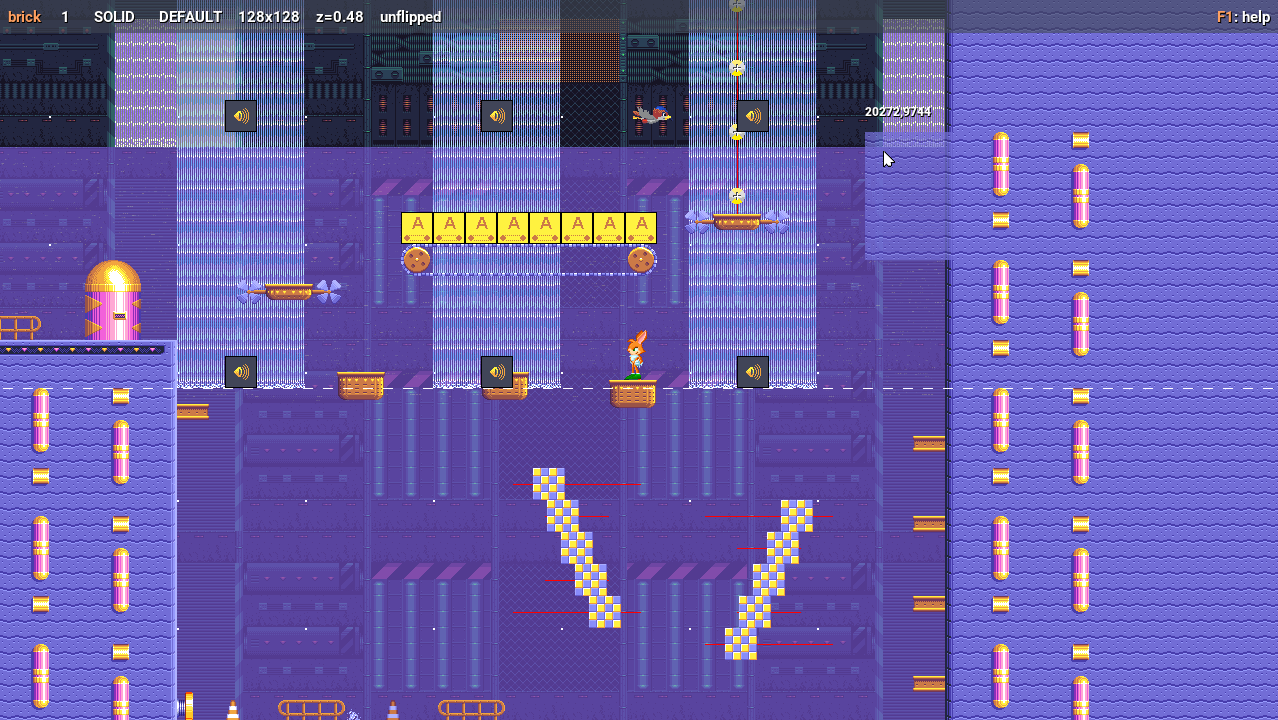 brick 1 SOLID DEFAULT 128x128 z=0.48 unflipped F1: help
20272,9744
A A A A A A A A